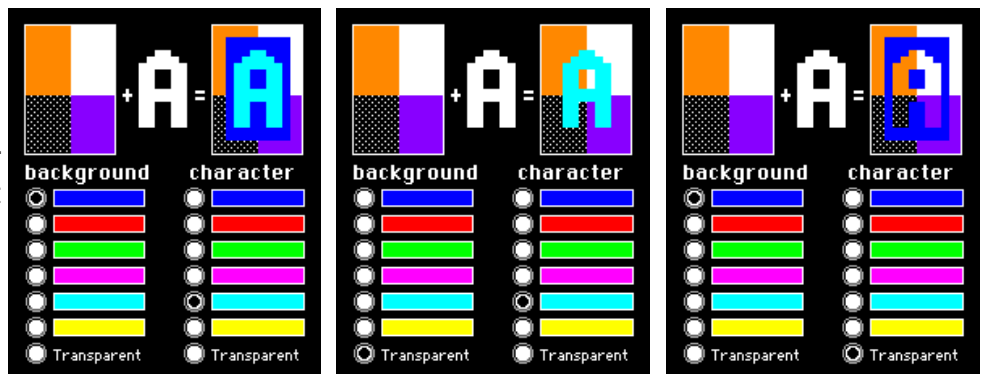 + A = A
background character
Transparent Transparent
+ A = A
background character
Transparent Transparent
+ A = A
background character
Transparent Transparent